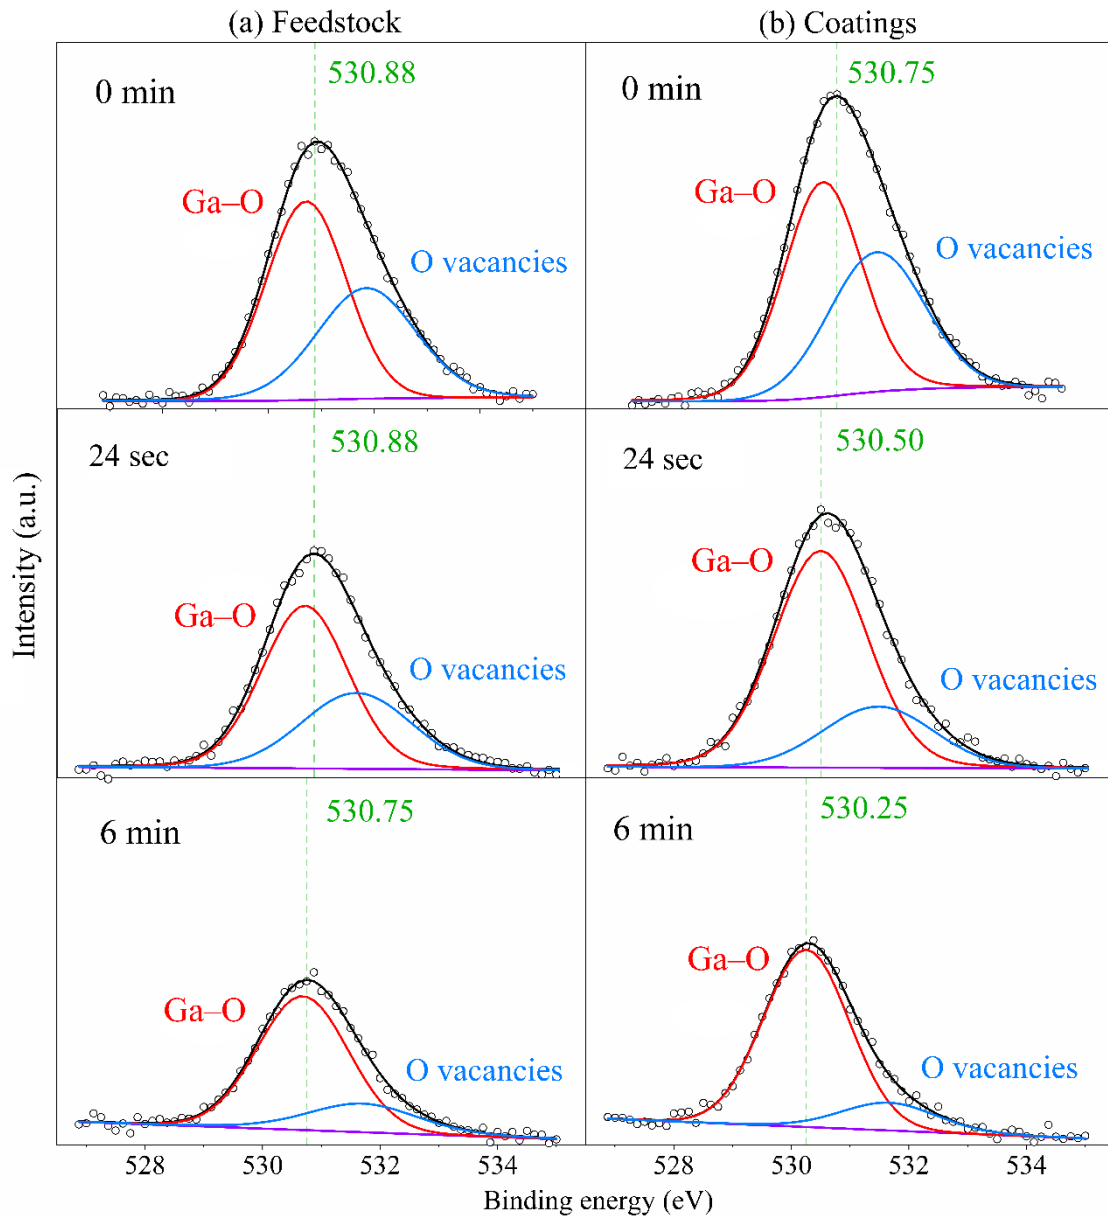 (a) Feedstock
(b) Coatings
0 min
530.88
Ga–O
O vacancies
0 min
530.75
Ga–O
O vacancies
24 sec
530.88
Ga–O
O vacancies
24 sec
530.50
Ga–O
O vacancies
6 min
530.75
Ga–O
O vacancies
6 min
530.25
Ga–O
O vacancies
Intensity (a.u.)
528 530 532 534
528 530 532 534
Binding energy (eV)